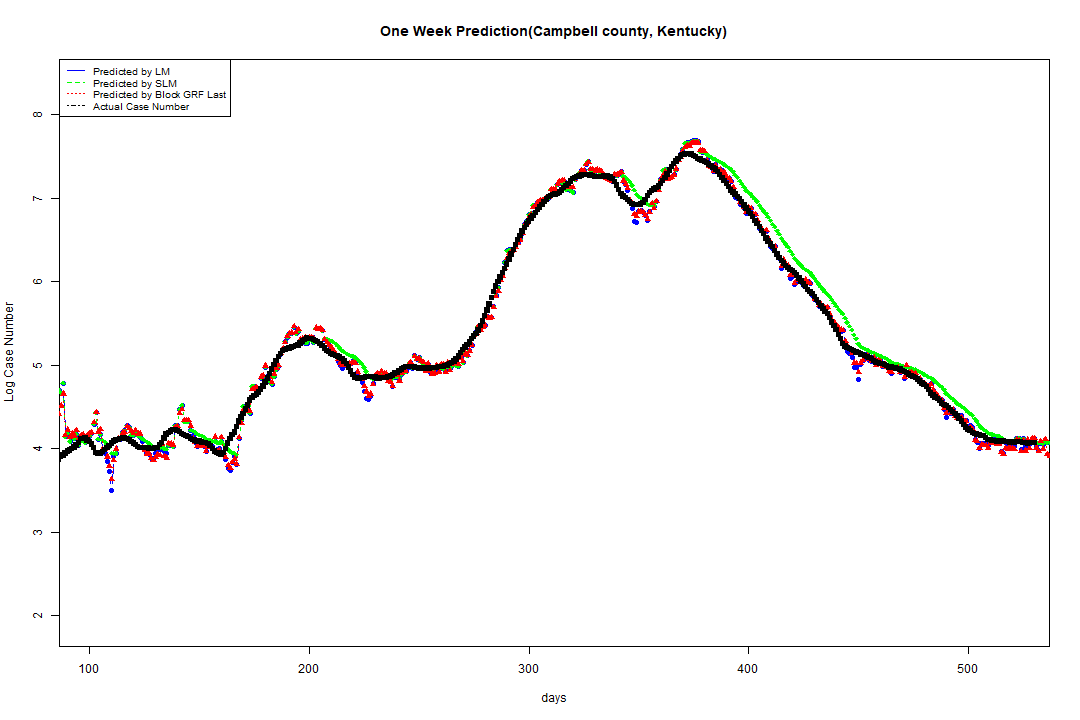 One Week Prediction(Campbell county, Kentucky)
Predicted by LM
Predicted by SLM
Predicted by Block GRF Last
Actual Case Number
8
7
6
5
4
3
2
Log Case Number
100 200 300 400 500
days